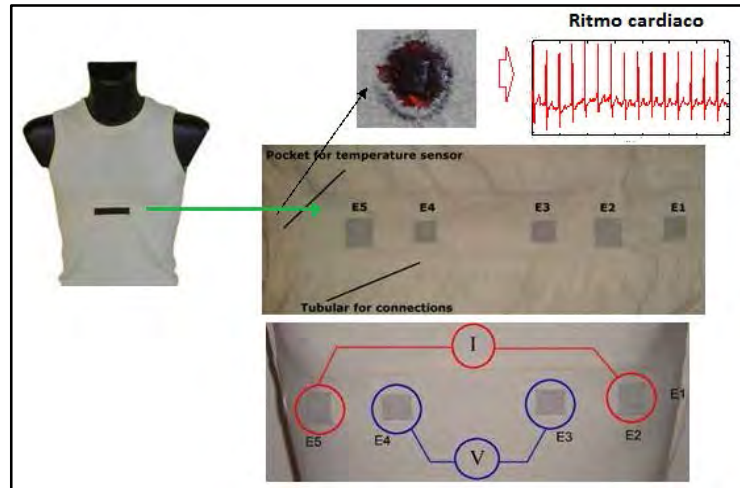 Ritmo cardiaco
Pocket for temperature sensor
E5 E4 E3 E2 E1
Tubular for connections
I
E1
E5 E4 E3 E2
V